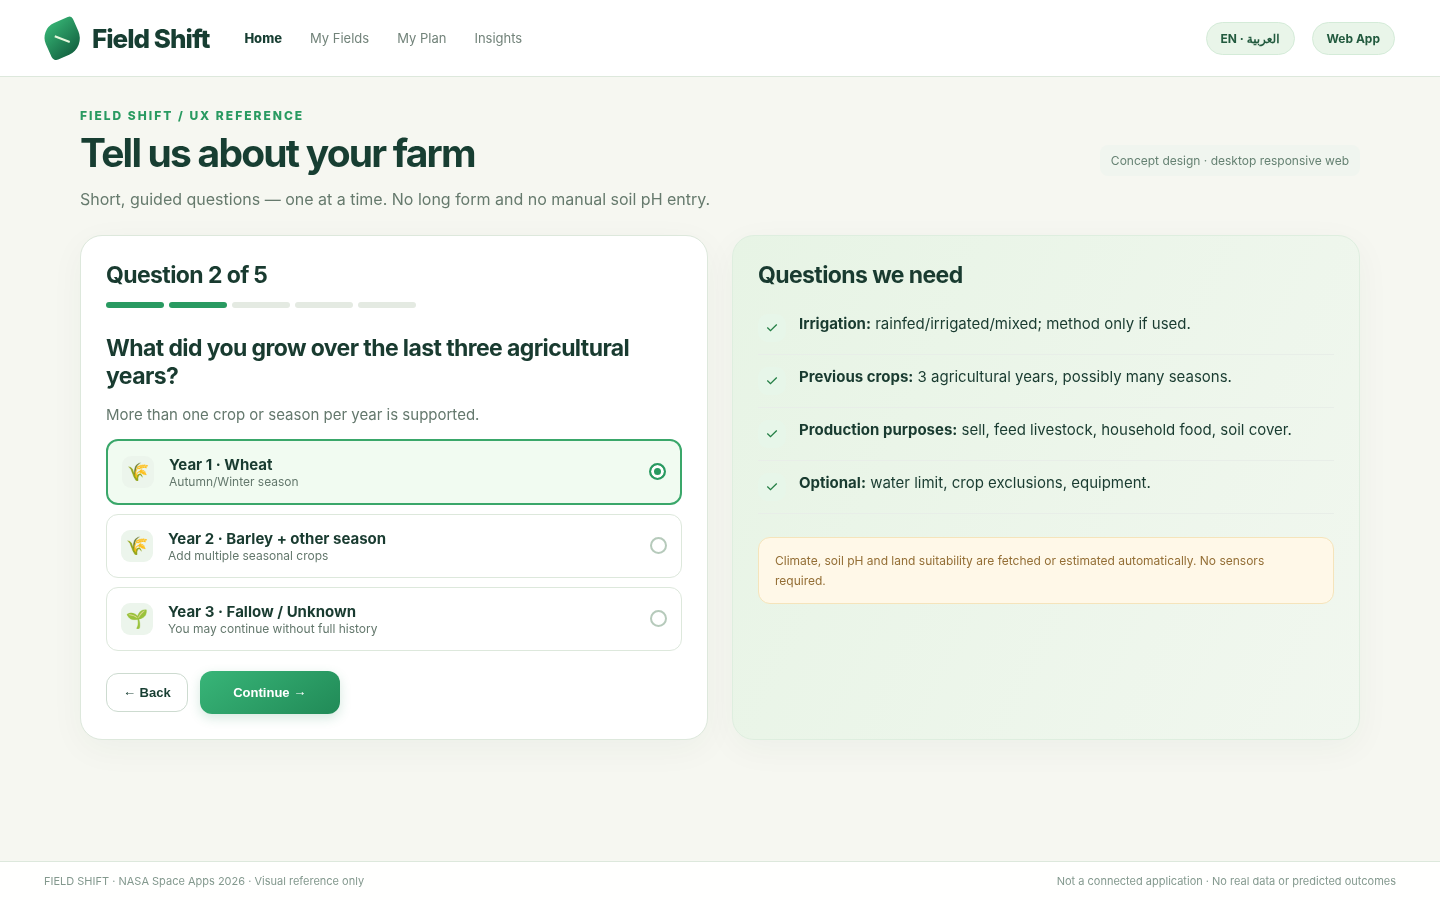 Field Shift
Home
My Fields
My Plan
Insights
EN · العربية
Web App
FIELD SHIFT / UX REFERENCE
Tell us about your farm
Concept design · desktop responsive web
Short, guided questions — one at a time. No long form and no manual soil pH entry.
Question 2 of 5
What did you grow over the last three agricultural
years?
More than one crop or season per year is supported.
Year 1 · Wheat
Autumn/Winter season
Year 2 · Barley + other season
Add multiple seasonal crops
Year 3 · Fallow / Unknown
You may continue without full history
← Back
Continue →
Questions we need
Irrigation: rainfed/irrigated/mixed; method only if used.
Previous crops: 3 agricultural years, possibly many seasons.
Production purposes: sell, feed livestock, household food, soil cover.
Optional: water limit, crop exclusions, equipment.
Climate, soil pH and land suitability are fetched or estimated automatically. No sensors
required.
FIELD SHIFT · NASA Space Apps 2026 · Visual reference only
Not a connected application · No real data or predicted outcomes